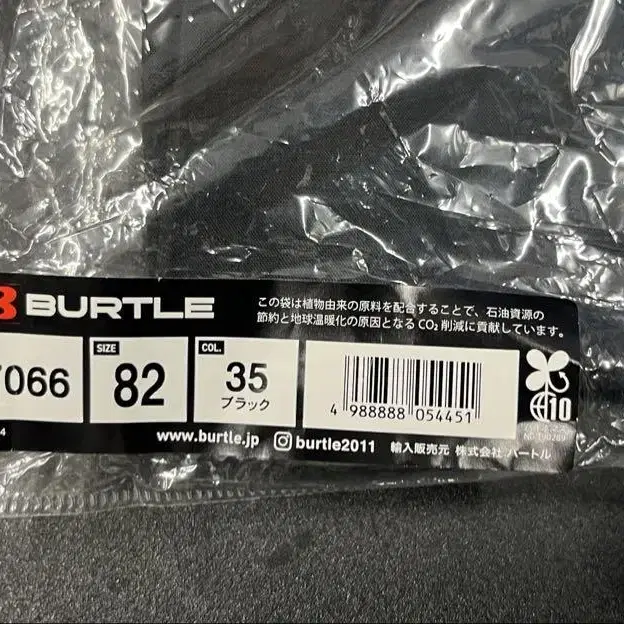 BURTLE
この袋は植物由来の原料を配合することで、石油資源の
節約と地球温暖化の原因となる CO₂ 削減に貢献しています。
7066
SIZE
82
COL.
35
ブラック
4 988888 054451
10
www.burtle.jp burtle2011 輸入販売元 株式会社 バートル